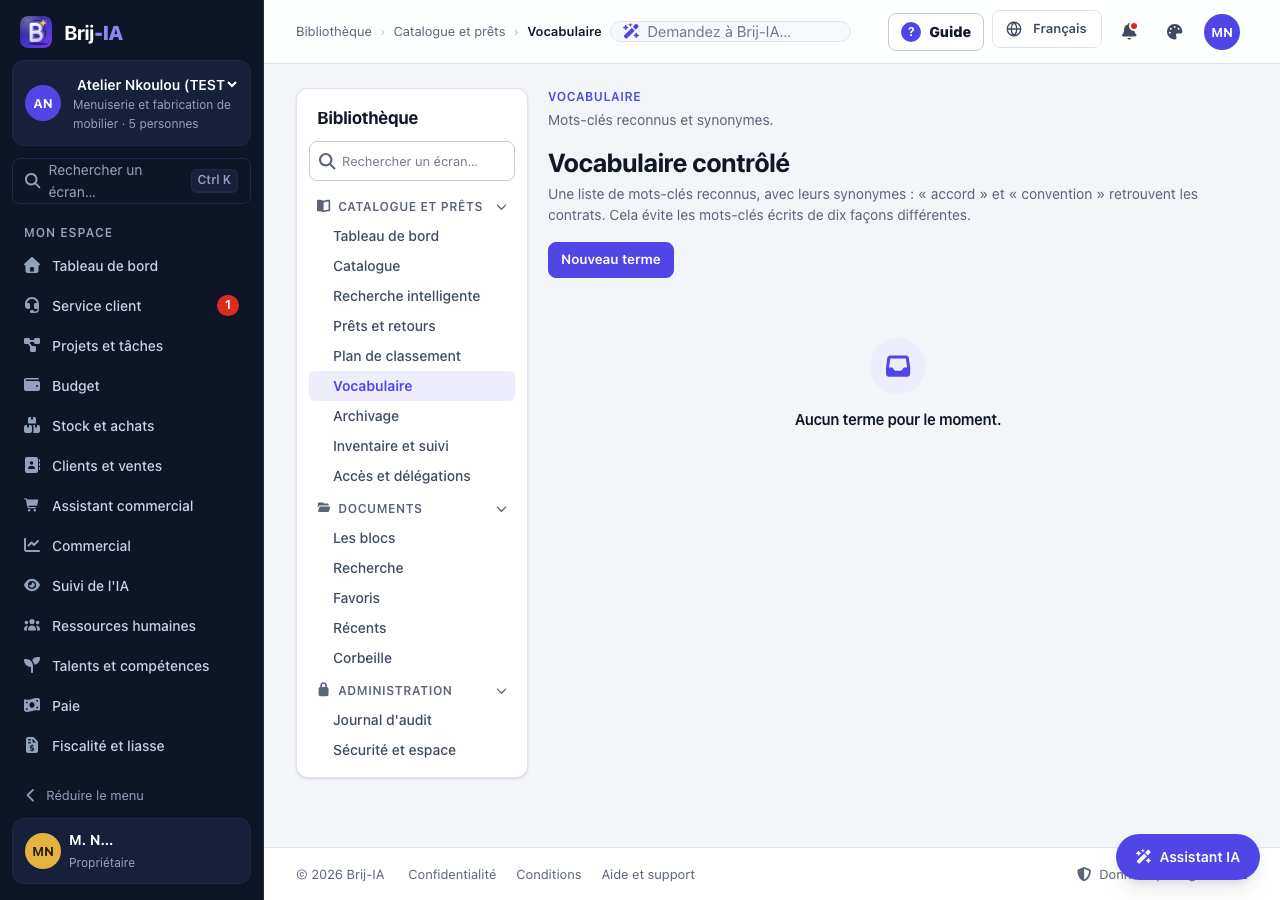 Brij-IA
AN
Atelier Nkoulou (TEST
Menuiserie et fabrication de
mobilier · 5 personnes
Rechercher un
écran...
Ctrl K
MON ESPACE
Tableau de bord
Service client
1
Projets et tâches
Budget
Stock et achats
Clients et ventes
Assistant commercial
Commercial
Suivi de l'IA
Ressources humaines
Talents et compétences
Paie
Fiscalité et liasse
Réduire le menu
MN
M. N...
Propriétaire
Bibliothèque › Catalogue et prêts › Vocabulaire
Demandez à Brij-IA...
? Guide
Français
MN
Bibliothèque
Rechercher un écran...
CATALOGUE ET PRÊTS
Tableau de bord
Catalogue
Recherche intelligente
Prêts et retours
Plan de classement
Vocabulaire
Archivage
Inventaire et suivi
Accès et délégations
DOCUMENTS
Les blocs
Recherche
Favoris
Récents
Corbeille
ADMINISTRATION
Journal d'audit
Sécurité et espace
VOCABULAIRE
Mots-clés reconnus et synonymes.
Vocabulaire contrôlé
Une liste de mots-clés reconnus, avec leurs synonymes : « accord » et « convention » retrouvent les
contrats. Cela évite les mots-clés écrits de dix façons différentes.
Nouveau terme
Aucun terme pour le moment.
© 2026 Brij-IA
Confidentialité
Conditions
Aide et support
Assistant IA